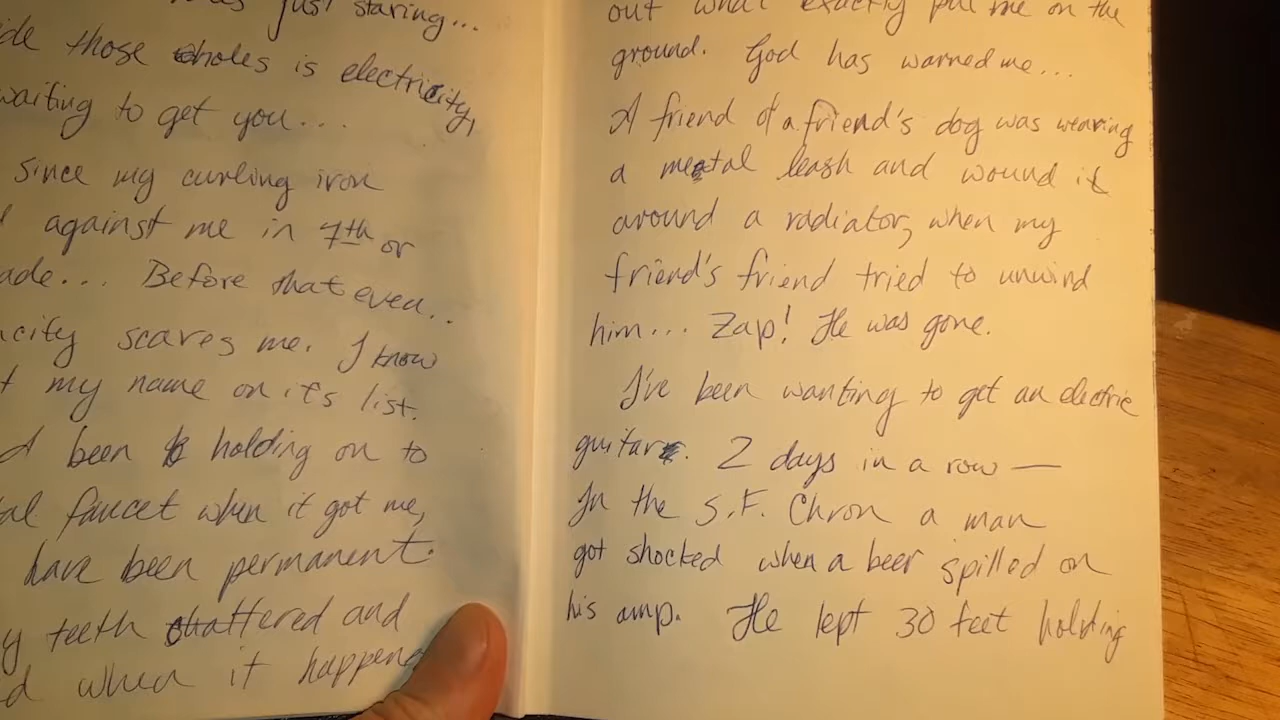 just staring...
those holes is electricity,
waiting to get you...
since my curling iron
against me in 7th or
Before that even..
scares me. I know
my name on it's list.
been holding on to
faucet when it got me,
have been permanent.
teeth chattered and
when it happened
out what exactly put me on the
ground. God has warned me...
A friend of a friend's dog was wearing
a metal leash and wound it
around a radiator, when my
friend's friend tried to unwind
him... Zap! He was gone.
I've been wanting to get an electric
guitar. 2 days in a row —
In the S.F. Chron a man
got shocked when a beer spilled on
his amp. He kept 30 feet holding